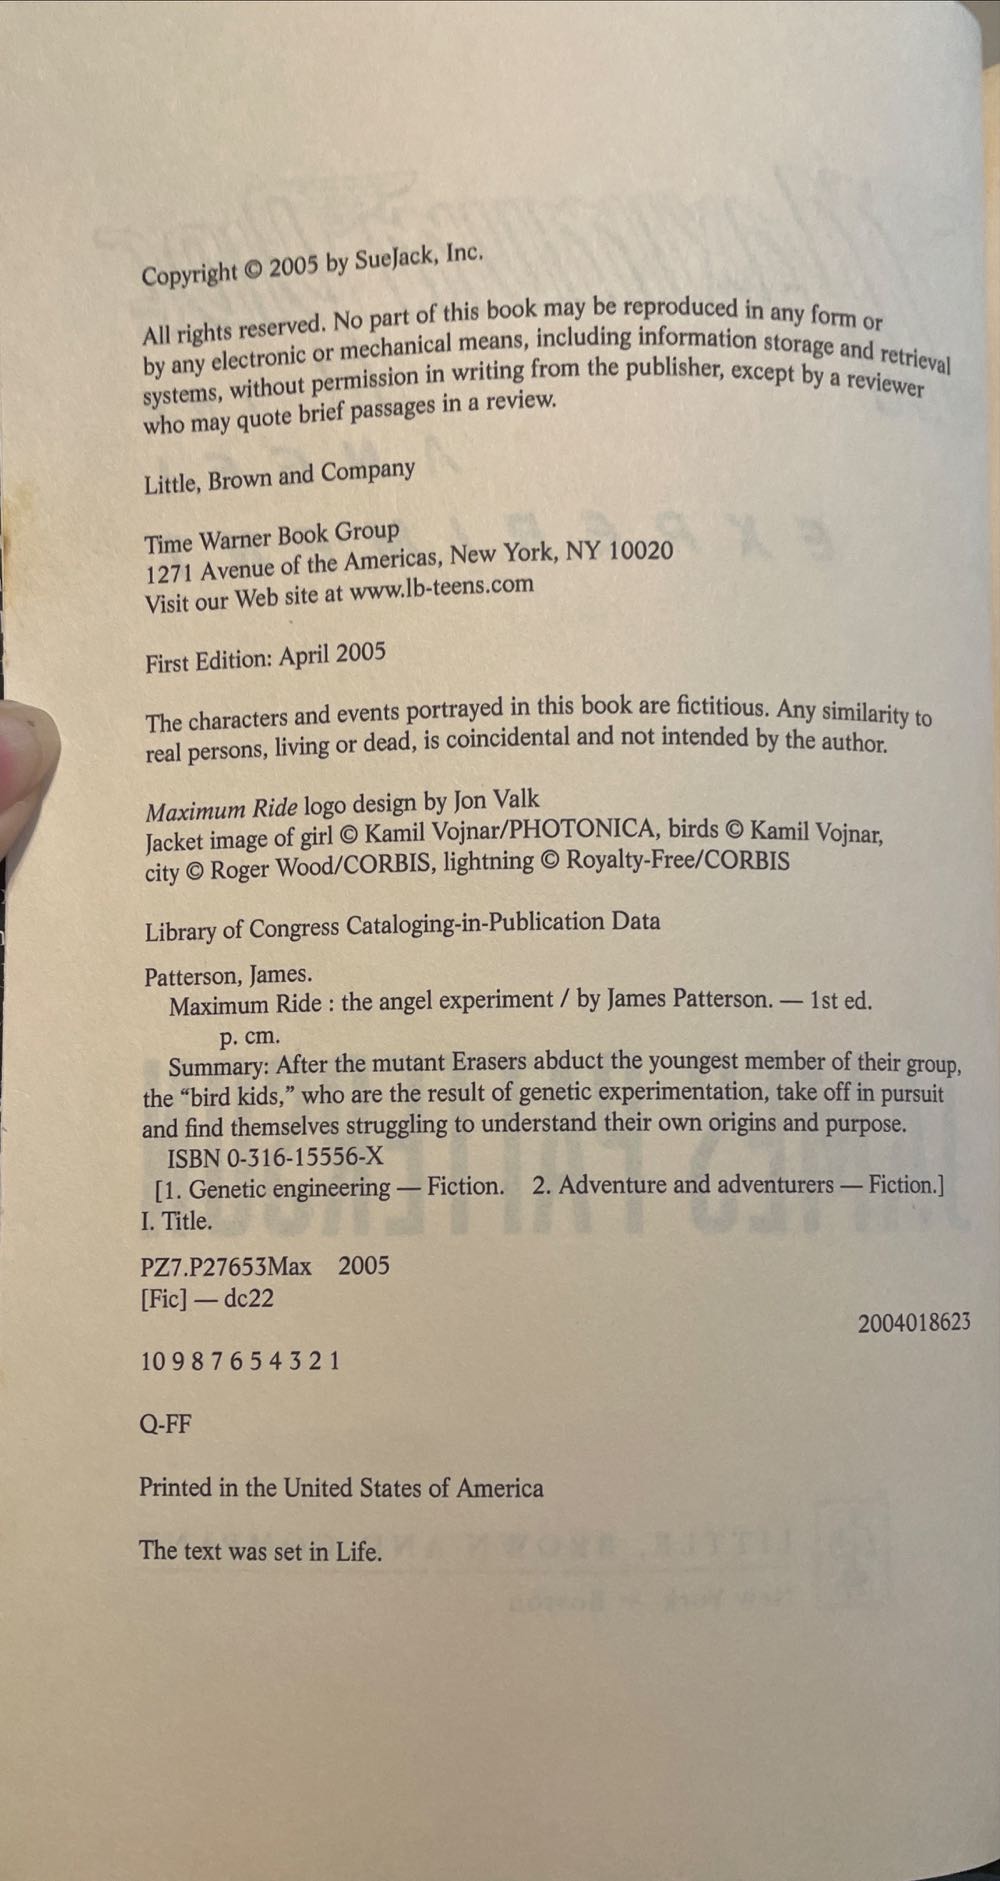 Copyright © 2005 by SueJack, Inc.
All rights reserved. No part of this book may be reproduced in any form or
by any electronic or mechanical means, including information storage and retrieval
systems, without permission in writing from the publisher, except by a reviewer
who may quote brief passages in a review.
Little, Brown and Company
Time Warner Book Group
1271 Avenue of the Americas, New York, NY 10020
Visit our Web site at www.lb-teens.com
First Edition: April 2005
The characters and events portrayed in this book are fictitious. Any similarity to
real persons, living or dead, is coincidental and not intended by the author.
Maximum Ride logo design by Jon Valk
Jacket image of girl © Kamil Vojnar/PHOTONICA, birds © Kamil Vojnar,
city © Roger Wood/CORBIS, lightning © Royalty-Free/CORBIS
Library of Congress Cataloging-in-Publication Data
Patterson, James.
Maximum Ride : the angel experiment / by James Patterson. — 1st ed.
p. cm.
Summary: After the mutant Erasers abduct the youngest member of their group,
the “bird kids,” who are the result of genetic experimentation, take off in pursuit
and find themselves struggling to understand their own origins and purpose.
ISBN 0-316-15556-X
[1. Genetic engineering — Fiction. 2. Adventure and adventurers — Fiction.]
I. Title.
PZ7.P27653Max 2005
[Fic] — dc22
2004018623
10 9 8 7 6 5 4 3 2 1
Q-FF
Printed in the United States of America
The text was set in Life.